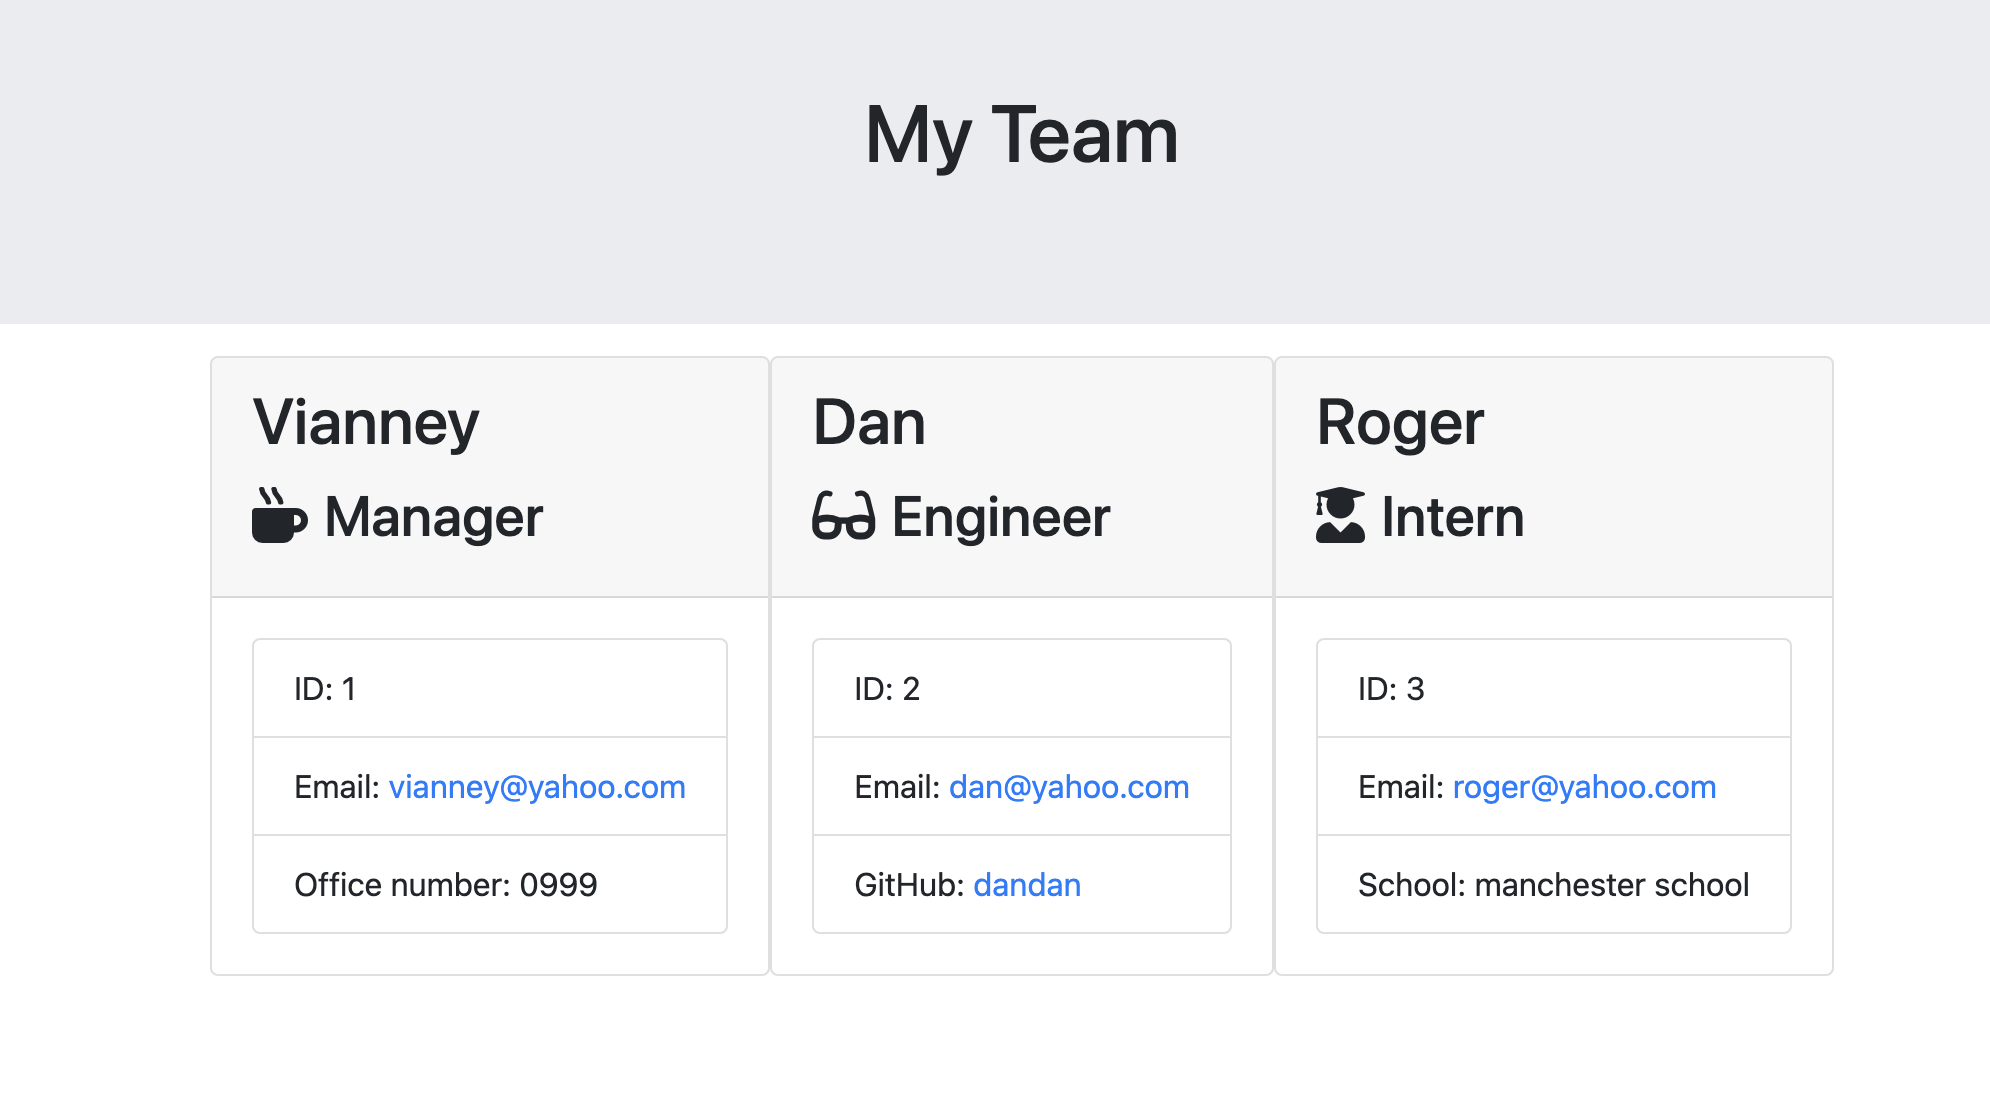 My Team
Vianney
Manager
ID: 1
Email: vianney@yahoo.com
Office number: 0999
Dan
Engineer
ID: 2
Email: dan@yahoo.com
GitHub: dandan
Roger
Intern
ID: 3
Email: roger@yahoo.com
School: manchester school